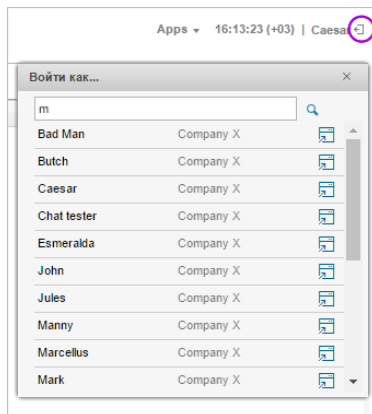 Apps 16:13:23 (+03) | Caesar
Войти как...
m
Bad Man Company X
Butch Company X
Caesar Company X
Chat tester Company X
Esmeralda Company X
John Company X
Jules Company X
Manny Company X
Marcellus Company X
Mark Company X